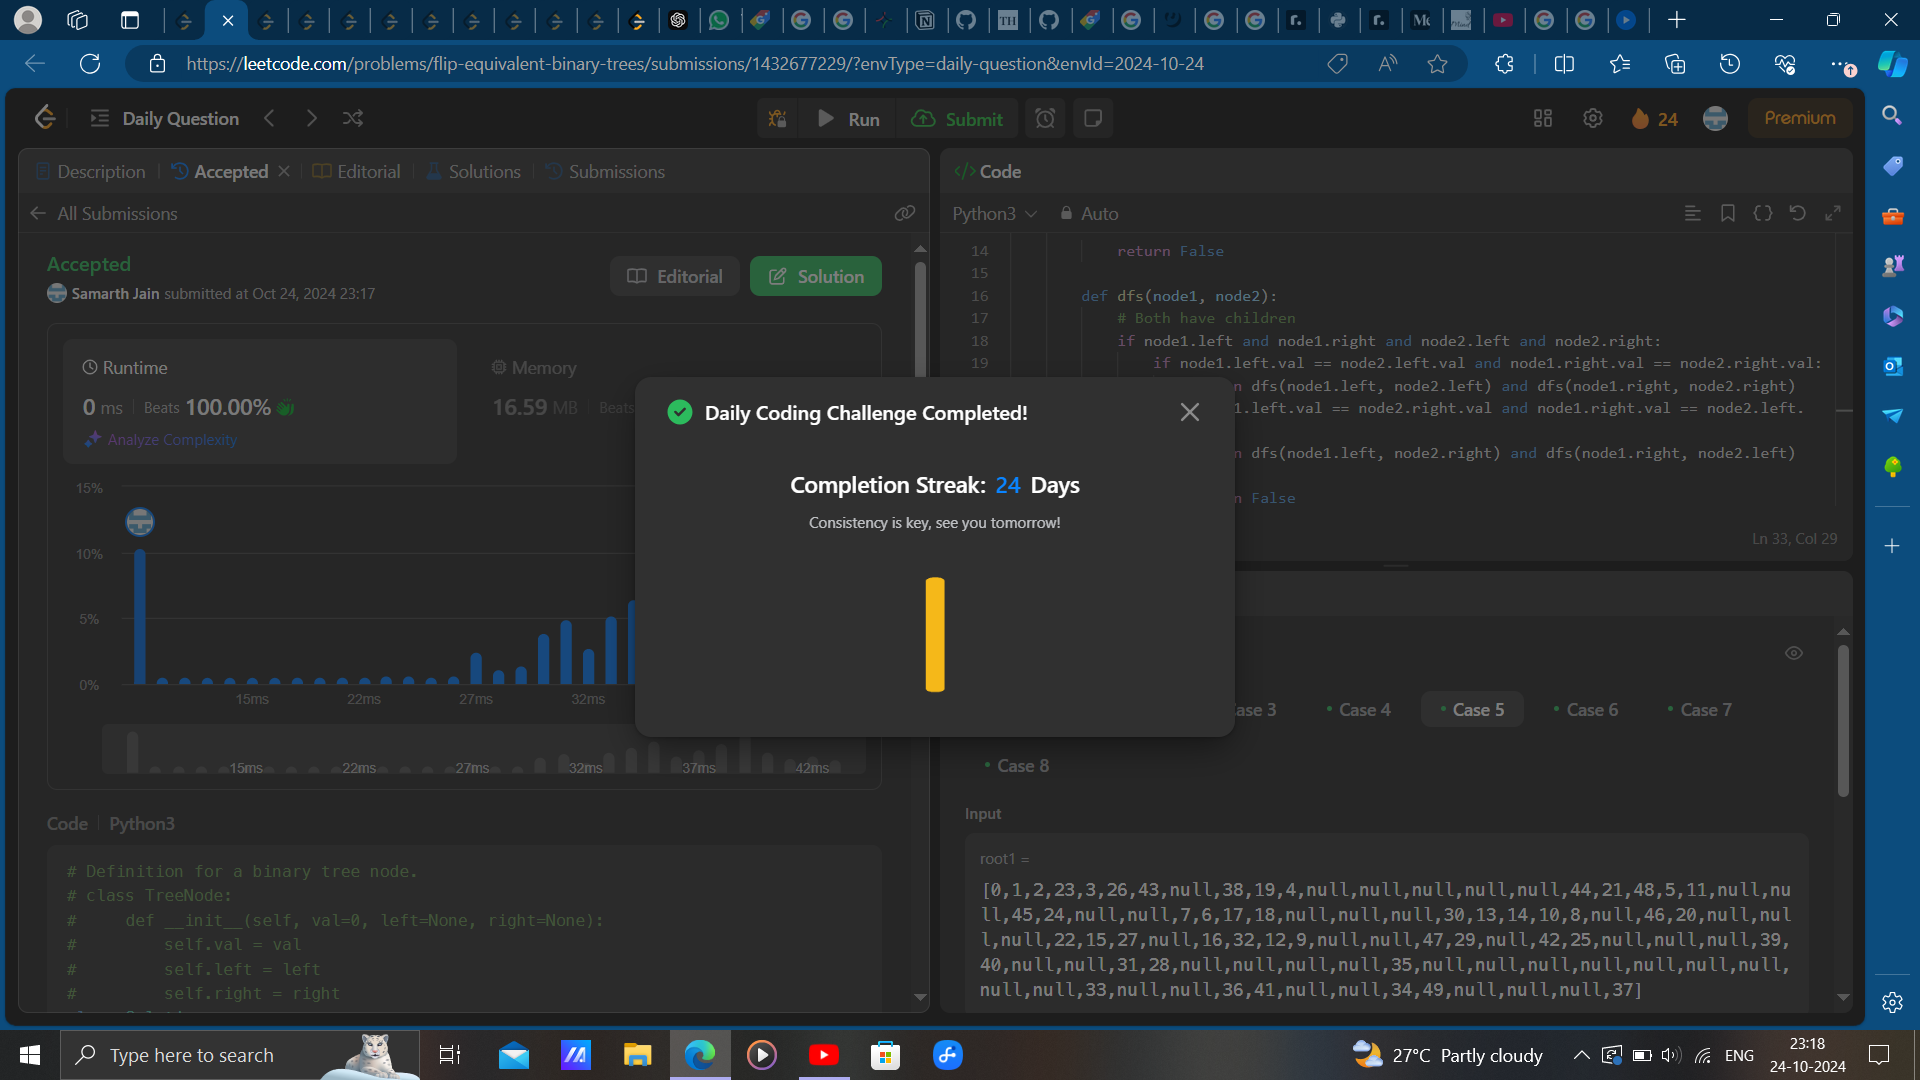 https://leetcode.com/problems/flip-equivalent-binary-trees/submissions/1432677229/?envType=daily-question&envId=2024-10-24
Daily Question
Run
Submit
24
Premium
Description
Accepted
Editorial
Solutions
Submissions
All Submissions
Accepted
Samarth Jain submitted at Oct 24, 2024 23:17
Editorial
Solution
Runtime
0 ms
Beats 100.00%
Analyze Complexity
Memory
16.59 MB
Beats
15%
10%
5%
0%
15ms
22ms
27ms
32ms
15ms
22ms
27ms
32ms
37ms
42ms
Code
Python3
# Definition for a binary tree node.
# class TreeNode:
#     def __init__(self, val=0, left=None, right=None):
#         self.val = val
#         self.left = left
#         self.right = right
Daily Coding Challenge Completed!
Completion Streak: 24 Days
Consistency is key, see you tomorrow!
</> Code
Python3
Auto
14 return False
15
16 def dfs(node1, node2):
17 # Both have children
18 if node1.left and node1.right and node2.left and node2.right:
19 if node1.left.val == node2.left.val and node1.right.val == node2.right.val:
n dfs(node1.left, node2.left) and dfs(node1.right, node2.right)
1.left.val == node2.right.val and node1.right.val == node2.left.
n dfs(node1.left, node2.right) and dfs(node1.right, node2.left)
n False
Ln 33, Col 29
ase 3
Case 4
Case 5
Case 6
Case 7
Case 8
Input
root1 =
[0,1,2,23,3,26,43,null,38,19,4,null,null,null,null,null,44,21,48,5,11,null,nu
ll,45,24,null,null,7,6,17,18,null,null,null,30,13,14,10,8,null,46,20,null,nul
l,null,22,15,27,null,16,32,12,9,null,null,47,29,null,42,25,null,null,null,39,
40,null,null,31,28,null,null,null,null,35,null,null,null,null,null,null,null,
null,null,33,null,null,36,41,null,null,34,49,null,null,null,37]
Type here to search
27°C Partly cloudy
ENG
23:18
24-10-2024